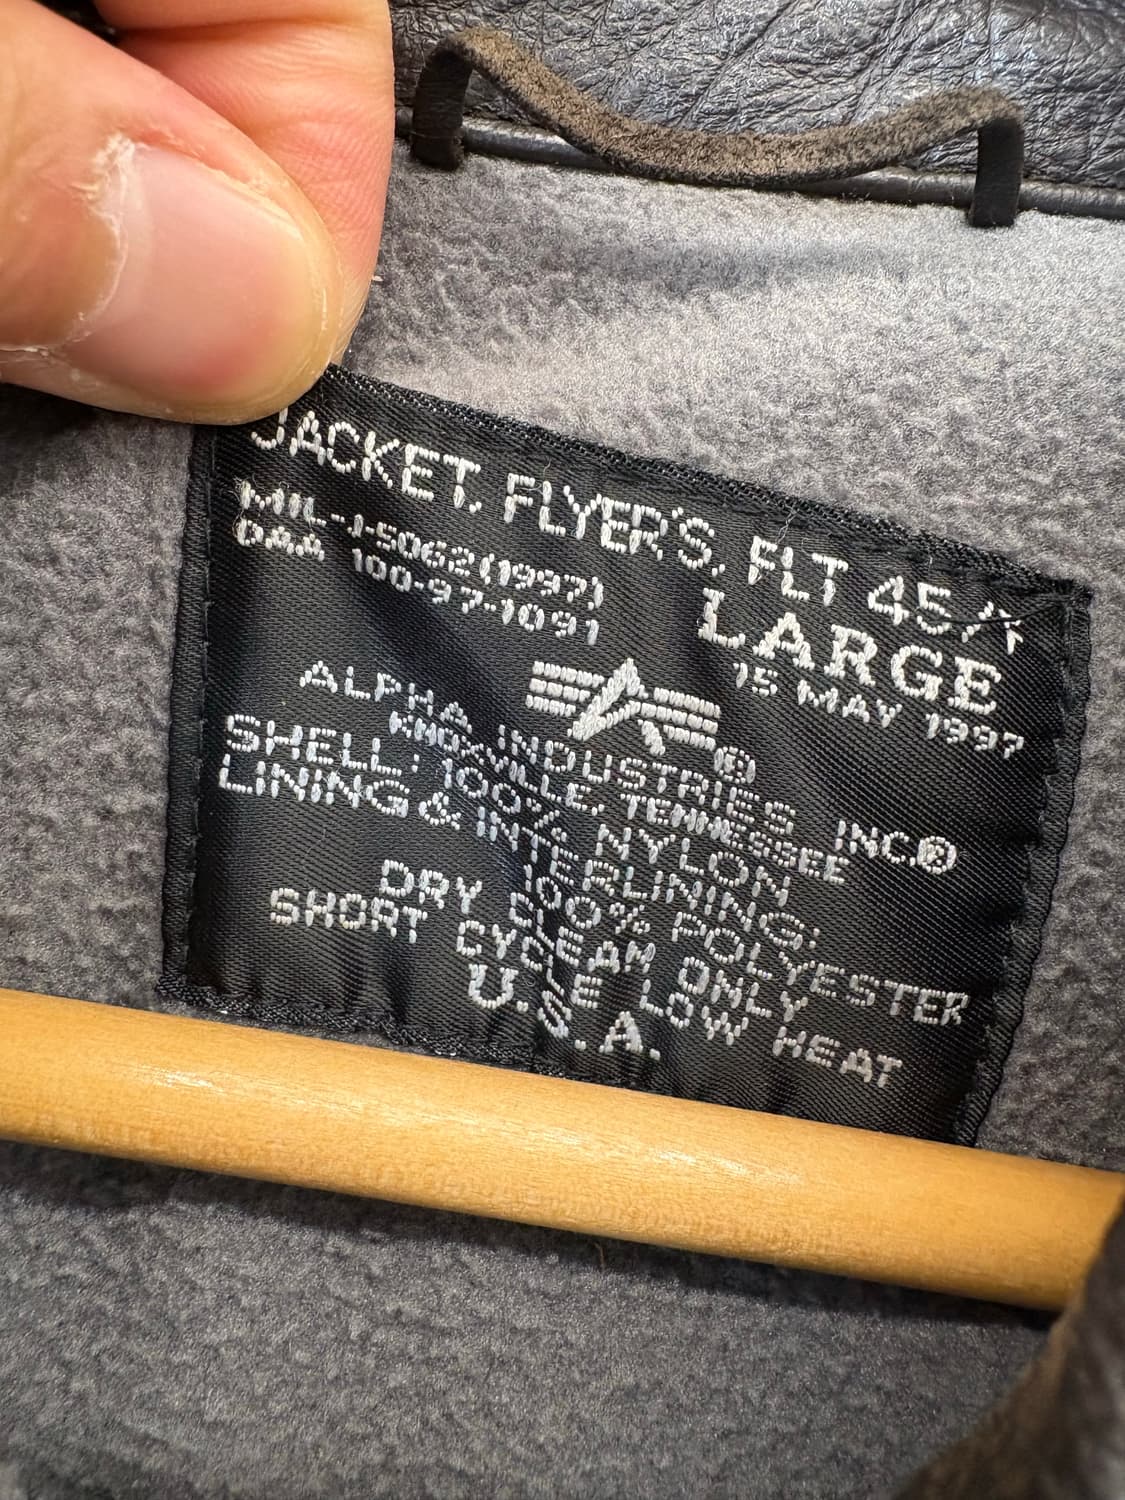 JACKET, FLYER'S, FLT 45/
MIL-J-5062(1997) LARGE
DAA 100-97-1091 15 MAY 1997
®
ALPHA INDUSTRIES INC®
KNOXVILLE, TENNESSEE
SHELL: 100% NYLON
LINING & INTERLINING:
100% POLYESTER
DRY CLEAN ONLY
SHORT CYCLE LOW HEAT
U.S.A.